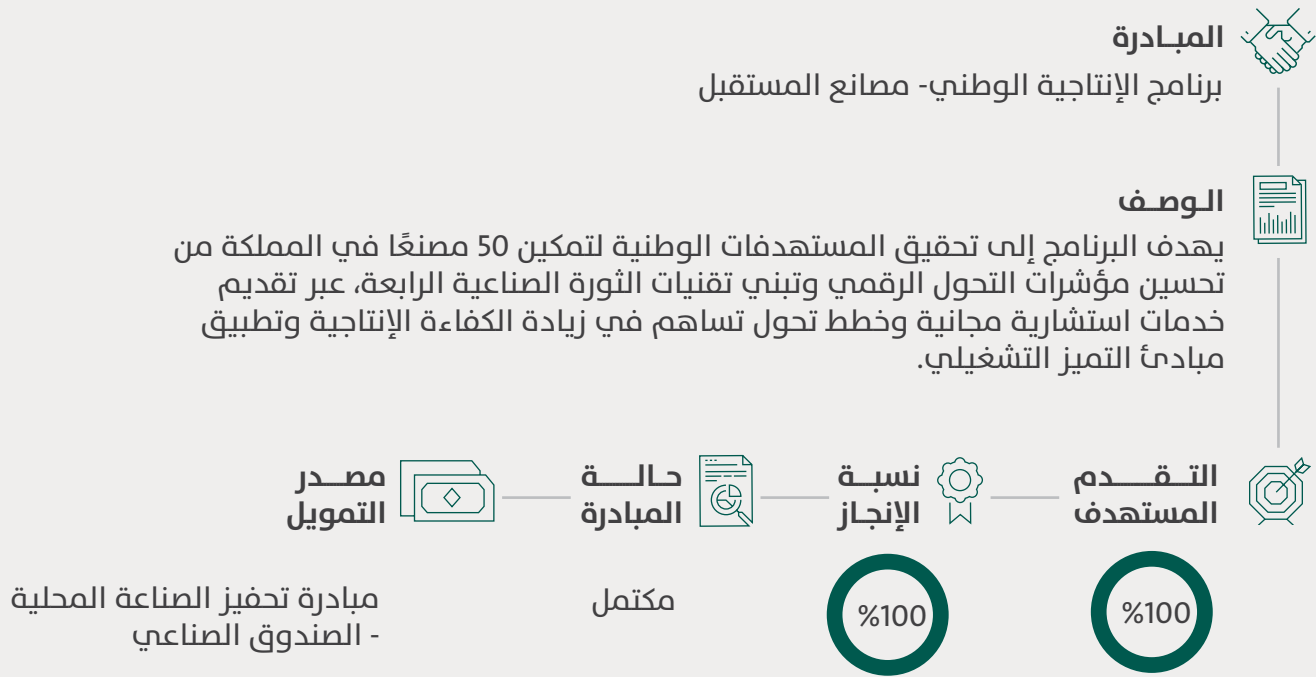 المبـادرة
برنامج الإنتاجية الوطني- مصانع المستقبل
الـوصـف
يهدف البرنامج إلى تحقيق المستهدفات الوطنية لتمكين 50 مصنعًا في المملكة من
تحسين مؤشرات التحول الرقمي وتبني تقنيات الثورة الصناعية الرابعة، عبر تقديم
خدمات استشارية مجانية وخطط تحول تساهم في زيادة الكفاءة الإنتاجية وتطبيق
مبادئ التميز التشغيلي.
التــقـــدم
المستهدف
نسبــة
الإنجـاز
حـالـــــة
المبادرة
مصـــدر
التمويل
%100
%100
مكتمل
مبادرة تحفيز الصناعة المحلية
- الصندوق الصناعي